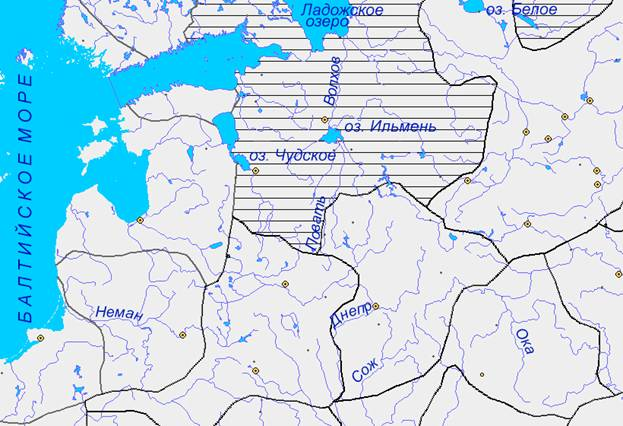 Ладожское
озеро
оз. Белое
БАЛТИЙСКОЕ МОРЕ
Волхов
оз. Ильмень
оз. Чудское
Ловать
Неман
Днепр
Сож
Ока